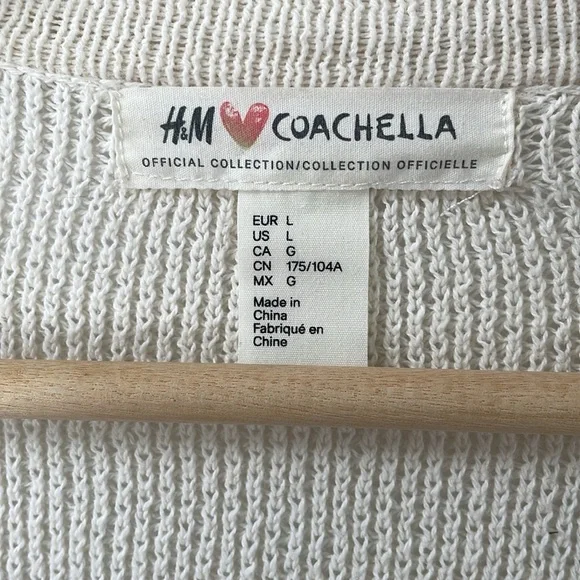 H&M COACHELLA
OFFICIAL COLLECTION/COLLECTION OFFICIELLE
EUR L
US L
CA G
CN 175/104A
MX G
Made in
China
Fabriqué en
Chine